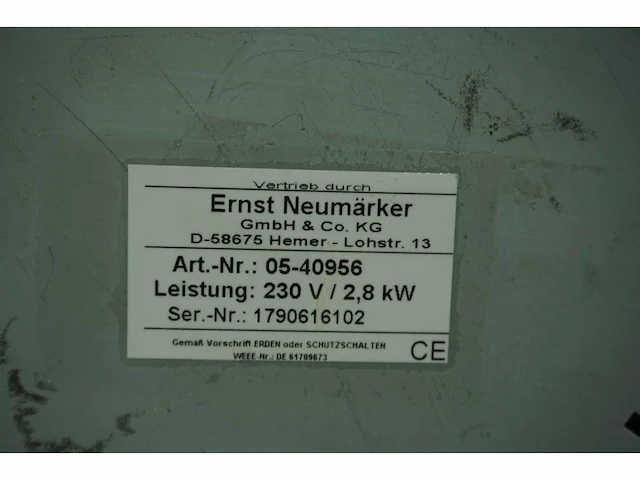 Vertrieb durch
Ernst Neumärker
GmbH & Co. KG
D-58675 Hemer - Lohstr. 13
Art.-Nr.: 05-40956
Leistung: 230 V / 2,8 kW
Ser.-Nr.: 1790616102
Gemäß Vorschrift ERDEN oder SCHUTZSCHALTEN
WEEE-Nr.: DE 61709673
CE